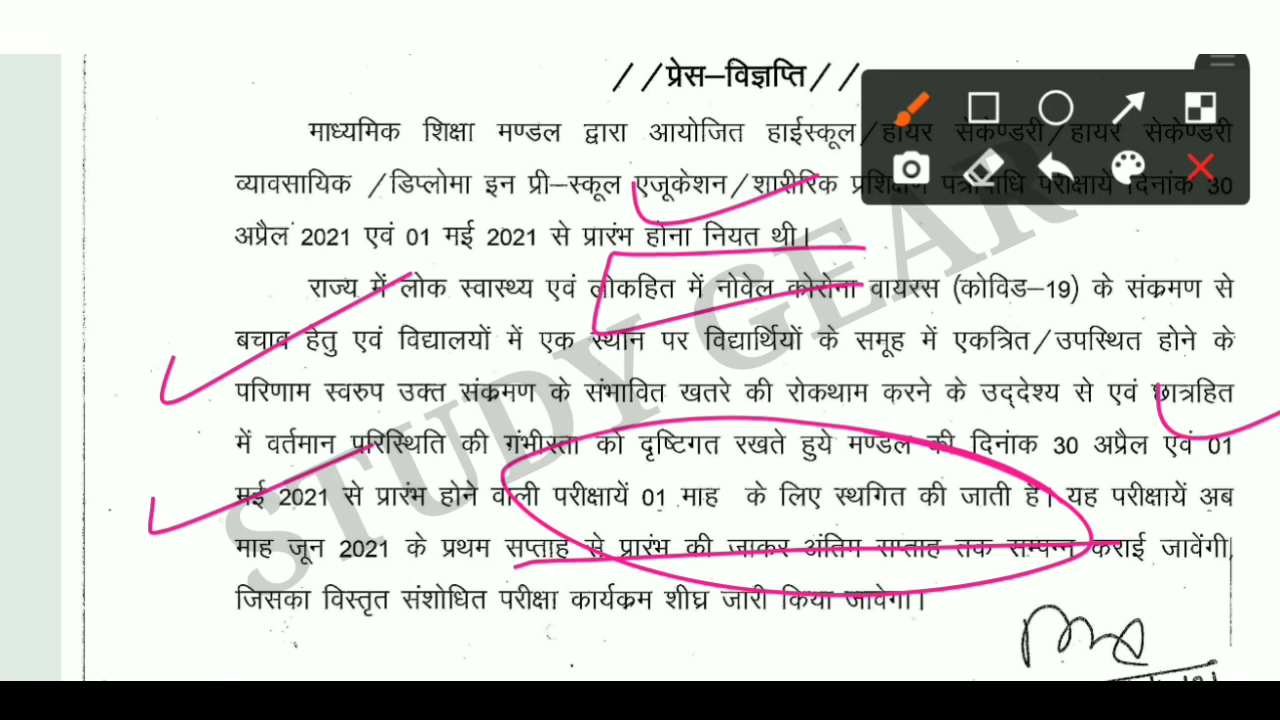 //प्रेस–विज्ञप्ति//
माध्यमिक शिक्षा मण्डल द्वारा आयोजित हाईस्कूल/हायर सेकेण्डरी/हायर सेकेण्डरी
व्यावसायिक /डिप्लोमा इन प्री–स्कूल एजूकेशन/शारीरिक प्रशिक्षण पत्रोपाधि परीक्षायें दिनांक 30
अप्रैल 2021 एवं 01 मई 2021 से प्रारंभ होना नियत थी।
राज्य में लोक स्वास्थ्य एवं लोकहित में नोवेल कोरोना वायरस (कोविड–19) के संक्रमण से
बचाव हेतु एवं विद्यालयों में एक स्थान पर विद्यार्थियों के समूह में एकत्रित/उपस्थित होने के
परिणाम स्वरुप उक्त संक्रमण के संभावित खतरे की रोकथाम करने के उद्देश्य से एवं छात्रहित
में वर्तमान परिस्थिति की गंभीरता को दृष्टिगत रखते हुये मण्डल की दिनांक 30 अप्रैल एवं 01
मई 2021 से प्रारंभ होने वाली परीक्षायें 01 माह के लिए स्थगित की जाती है। यह परीक्षायें अब
माह जून 2021 के प्रथम सप्ताह से प्रारंभ की जाकर अंतिम सप्ताह तक सम्पन्न कराई जावेंगी,
जिसका विस्तृत संशोधित परीक्षा कार्यक्रम शीघ्र जारी किया जावेगा।
STUDY GEAR